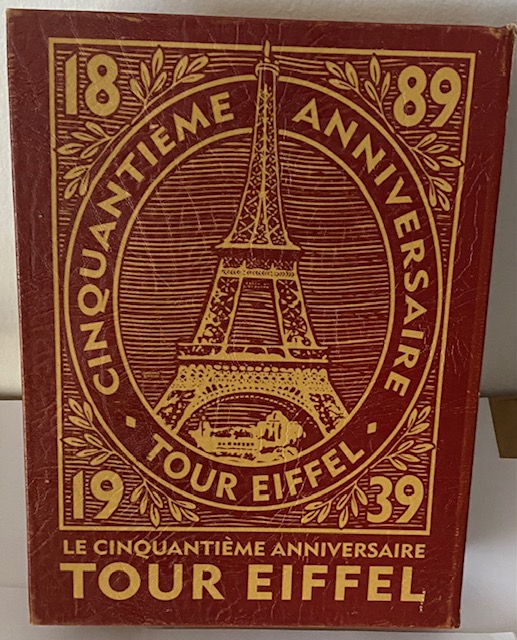 18 89
CINQUANTIÈME ANNIVERSAIRE
· TOUR EIFFEL ·
19 39
LE CINQUANTIÈME ANNIVERSAIRE
TOUR EIFFEL